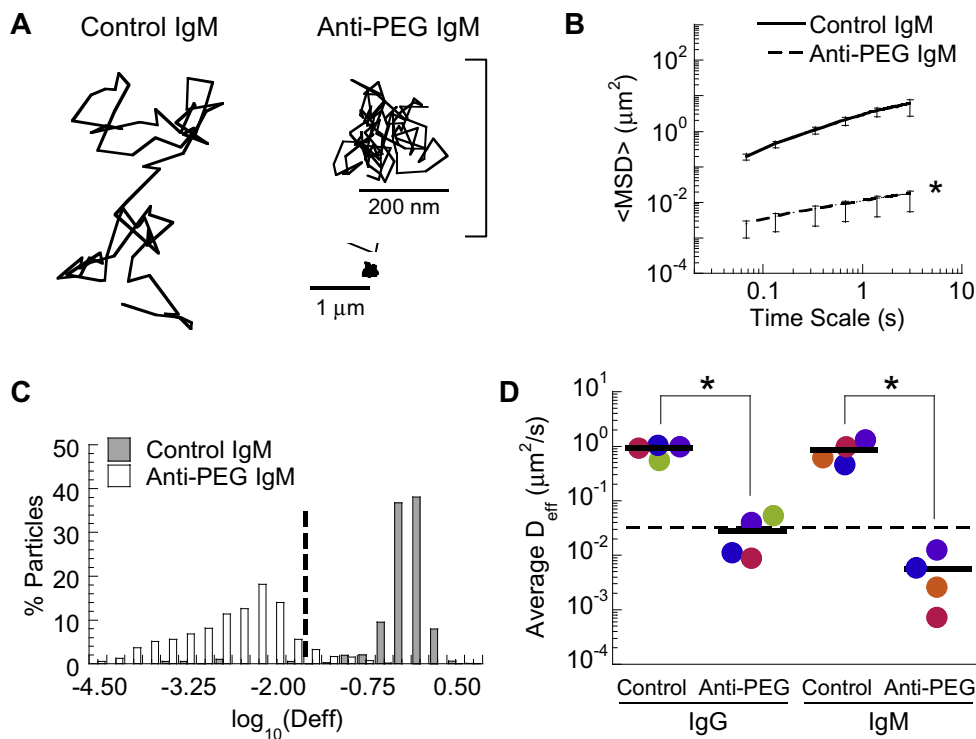 A
Control IgM
Anti-PEG IgM
200 nm
1 μm
B
Control IgM
Anti-PEG IgM
<MSD> (μm²)
10²
10⁰
10⁻²
10⁻⁴
*
0.1
1
10
Time Scale (s)
C
Control IgM
Anti-PEG IgM
% Particles
50
40
30
20
10
0
-4.50 -3.25 -2.00 -0.75 0.50
log₁₀(Deff)
D
Average D_eff (μm²/s)
10¹
10⁰
10⁻¹
10⁻²
10⁻³
10⁻⁴
* *
Control Anti-PEG Control Anti-PEG
IgG IgM